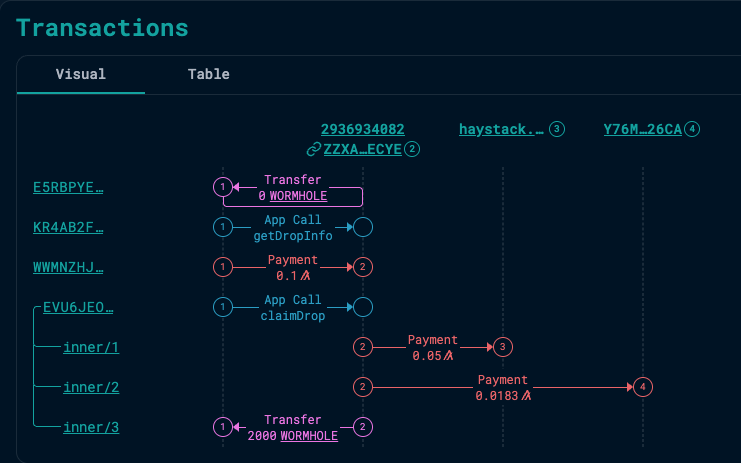 Transactions
Visual Table
2936934082 haystack.… 3 Y76M…26CA 4
ZZXA…ECYE 2
E5RBPYE… 1 Transfer
0 WORMHOLE
KR4AB2F… 1 App Call
getDropInfo
WWMNZHJ… 1 Payment 2
0.1
EVU6JEO… 1 App Call
claimDrop
inner/1 2 Payment 3
0.05
inner/2 2 Payment 4
0.0183
inner/3 1 Transfer 2
2000 WORMHOLE